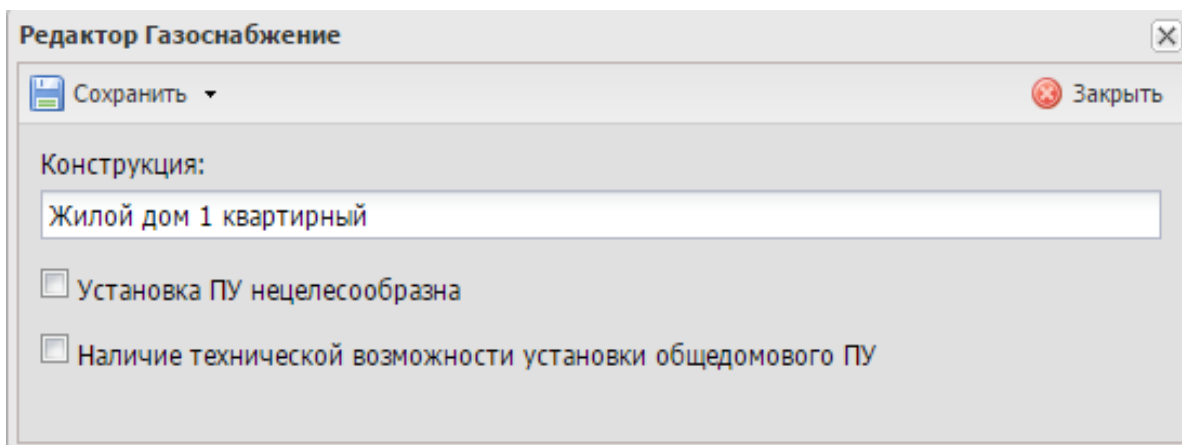 Редактор Газоснабжение
Сохранить Закрыть
Конструкция:
Жилой дом 1 квартирный
Установка ПУ нецелесообразна
Наличие технической возможности установки общедомового ПУ